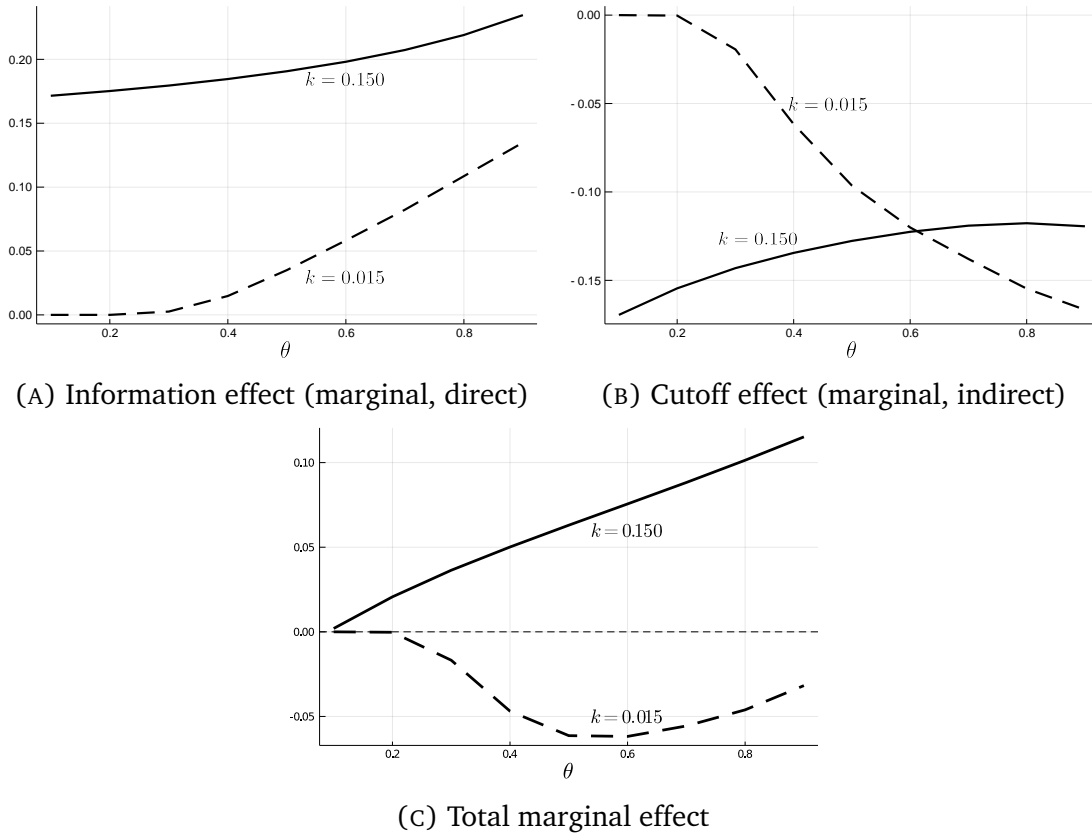 0.20
0.15
0.10
0.05
0.00
0.2
0.4
0.6
0.8
k = 0.150
k = 0.015
θ
(A) Information effect (marginal, direct)
0.00
- 0.05
- 0.10
- 0.15
0.2
0.4
0.6
0.8
k = 0.015
k = 0.150
θ
(B) Cutoff effect (marginal, indirect)
0.10
0.05
0.00
-0.05
0.2
0.4
0.6
0.8
k = 0.150
k = 0.015
θ
(C) Total marginal effect